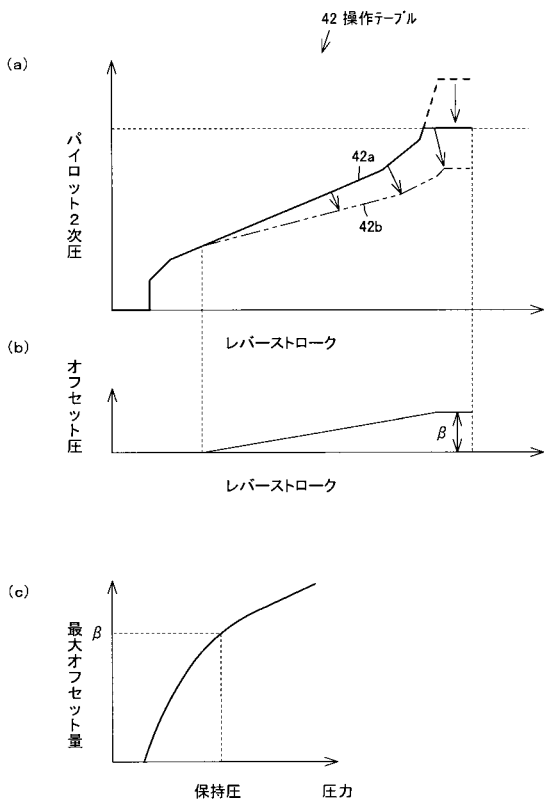 42 操作テーブル
(a)
パイロット2次圧
42a
42b
レバーストローク
(b)
オフセット圧
β
レバーストローク
(c)
最大オフセット量
β
保持圧
圧力